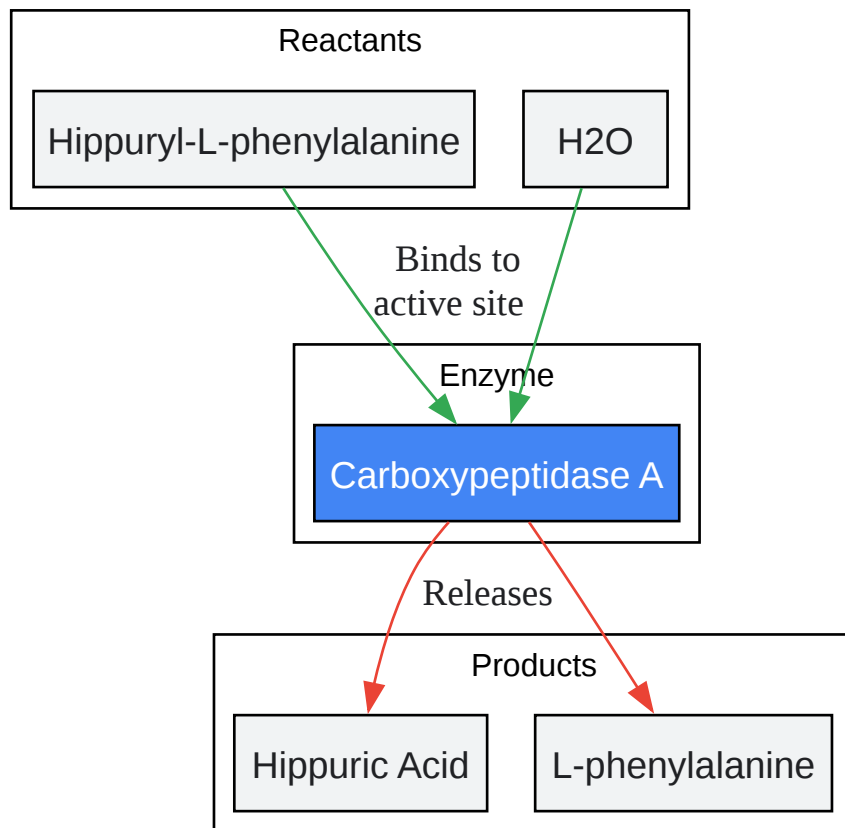 Reactants
Hippuryl-L-phenylalanine
H2O
Binds to
active site
Enzyme
Carboxypeptidase A
Releases
Products
Hippuric Acid
L-phenylalanine